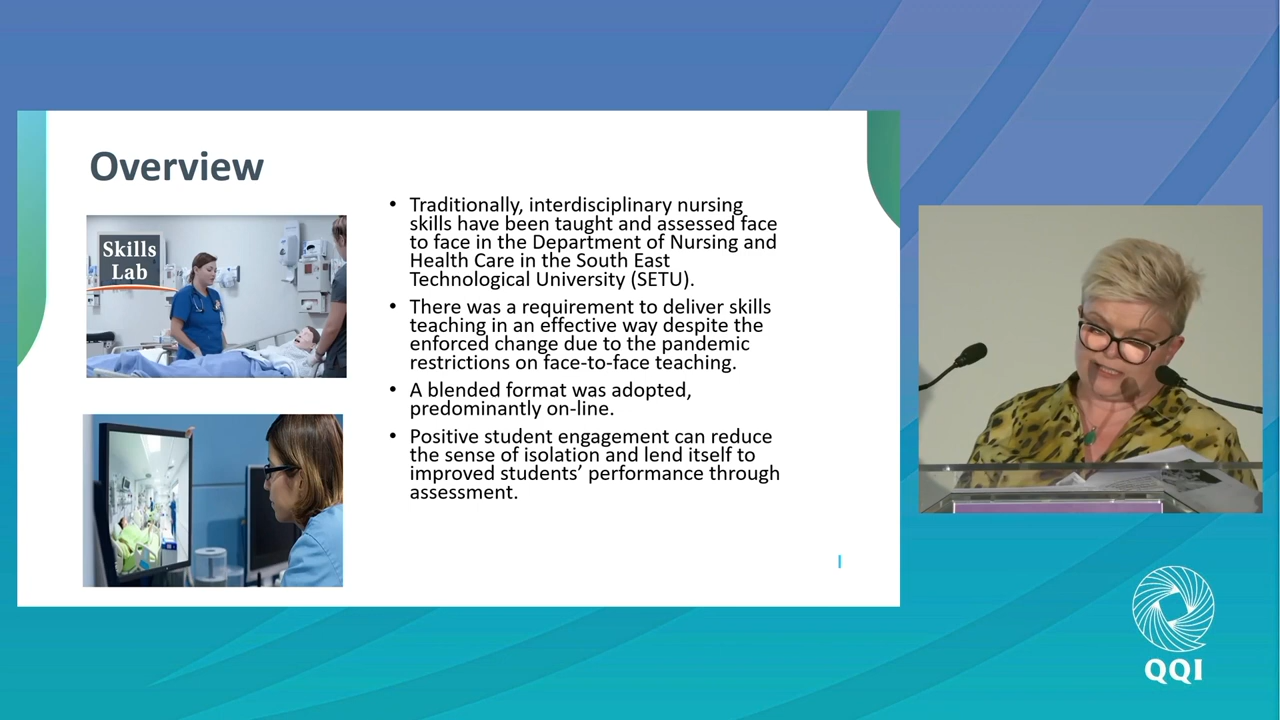 Overview
Skills
Lab
• Traditionally, interdisciplinary nursing
skills have been taught and assessed face
to face in the Department of Nursing and
Health Care in the South East
Technological University (SETU).
• There was a requirement to deliver skills
teaching in an effective way despite the
enforced change due to the pandemic
restrictions on face-to-face teaching.
• A blended format was adopted,
predominantly on-line.
• Positive student engagement can reduce
the sense of isolation and lend itself to
improved students’ performance through
assessment.
QQI